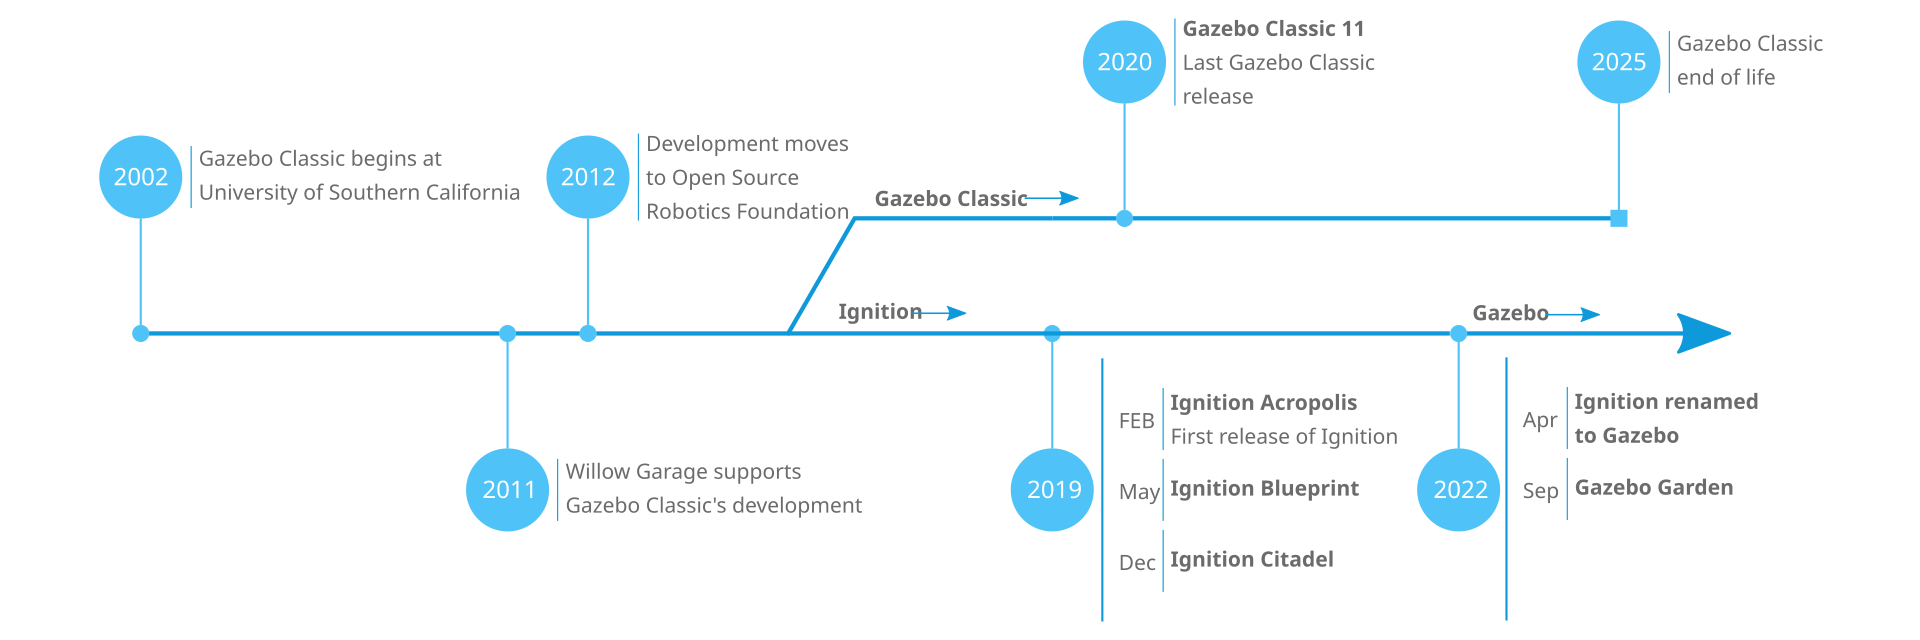 2002
Gazebo Classic begins at
University of Southern California
2011
Willow Garage supports
Gazebo Classic's development
2012
Development moves
to Open Source
Robotics Foundation
Gazebo Classic
2020
Gazebo Classic 11
Last Gazebo Classic
release
2025
Gazebo Classic
end of life
Ignition
2019
FEB
Ignition Acropolis
First release of Ignition
May
Ignition Blueprint
Dec
Ignition Citadel
Gazebo
2022
Apr
Ignition renamed
to Gazebo
Sep
Gazebo Garden